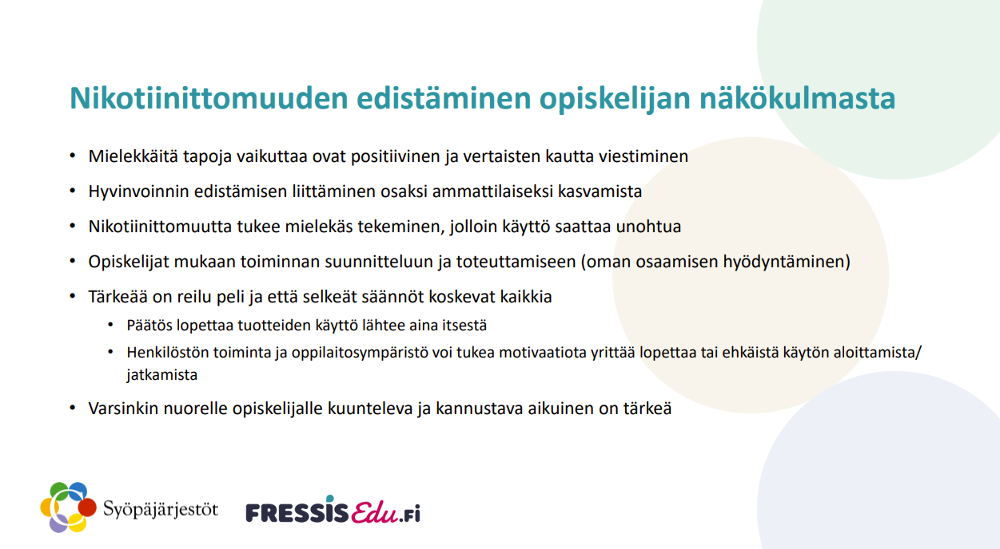 Nikotiinittomuuden edistäminen opiskelijan näkökulmasta
• Mielekkäitä tapoja vaikuttaa ovat positiivinen ja vertaisten kautta viestiminen
• Hyvinvoinnin edistämisen liittäminen osaksi ammattilaiseksi kasvamista
• Nikotiinittomuutta tukee mielekäs tekeminen, jolloin käyttö saattaa unohtua
• Opiskelijat mukaan toiminnan suunnitteluun ja toteuttamiseen (oman osaamisen hyödyntäminen)
• Tärkeää on reilu peli ja että selkeät säännöt koskevat kaikkia
• Päätös lopettaa tuotteiden käyttö lähtee aina itsestä
• Henkilöstön toiminta ja oppilaitosympäristö voi tukea motivaatiota yrittää lopettaa tai ehkäistä käytön aloittamista/
jatkamista
• Varsinkin nuorelle opiskelijalle kuunteleva ja kannustava aikuinen on tärkeä
Syöpäjärjestöt
FRESSIS Edu.Fi